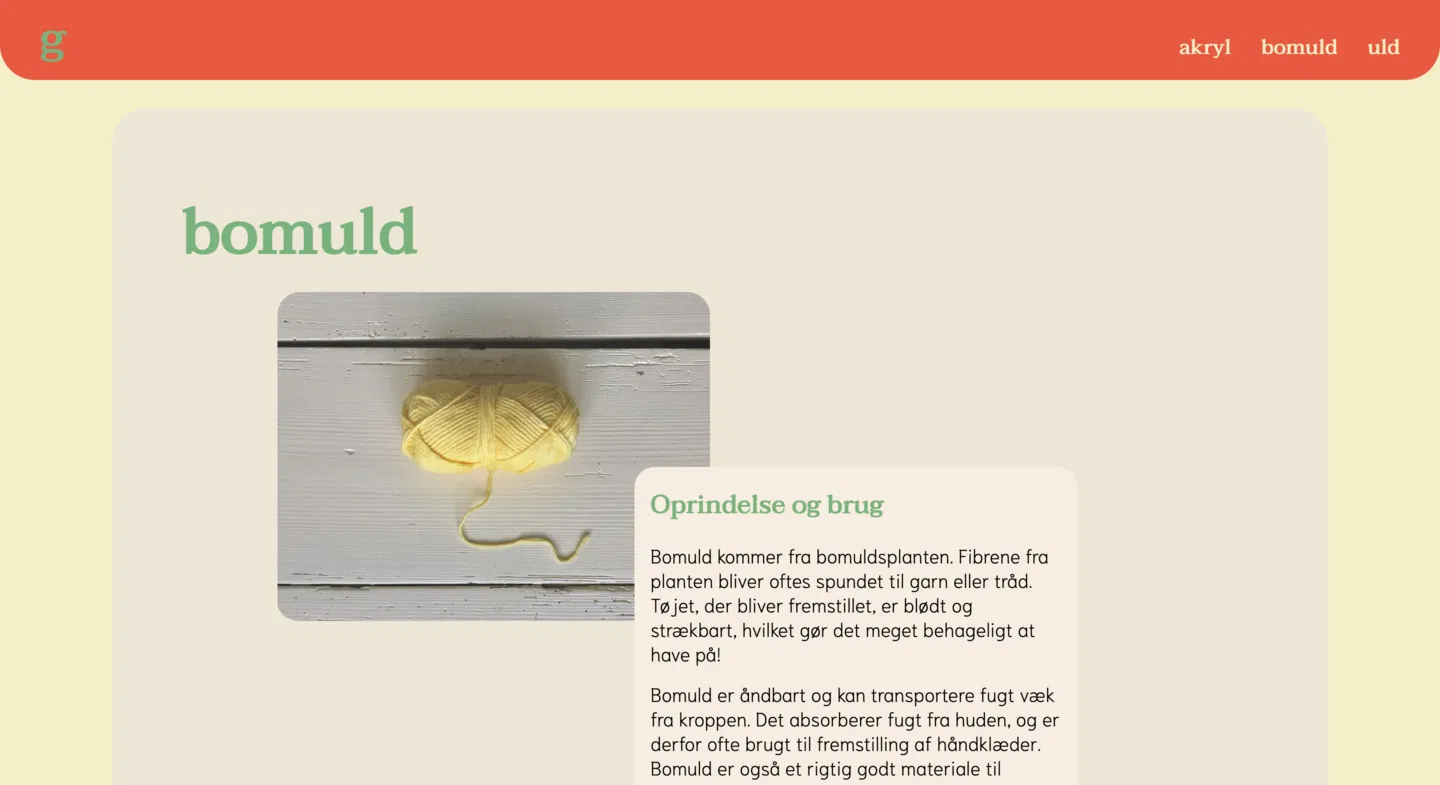 g
akryl bomuld uld
bomuld
Oprindelse og brug
Bomuld kommer fra bomuldsplanten. Fibrene fra
planten bliver oftes spundet til garn eller tråd.
Tøjet, der bliver fremstillet, er blødt og
strækbart, hvilket gør det meget behageligt at
have på!
Bomuld er åndbart og kan transportere fugt væk
fra kroppen. Det absorberer fugt fra huden, og er
derfor ofte brugt til fremstilling af håndklæder.
Bomuld er også et rigtig godt materiale til